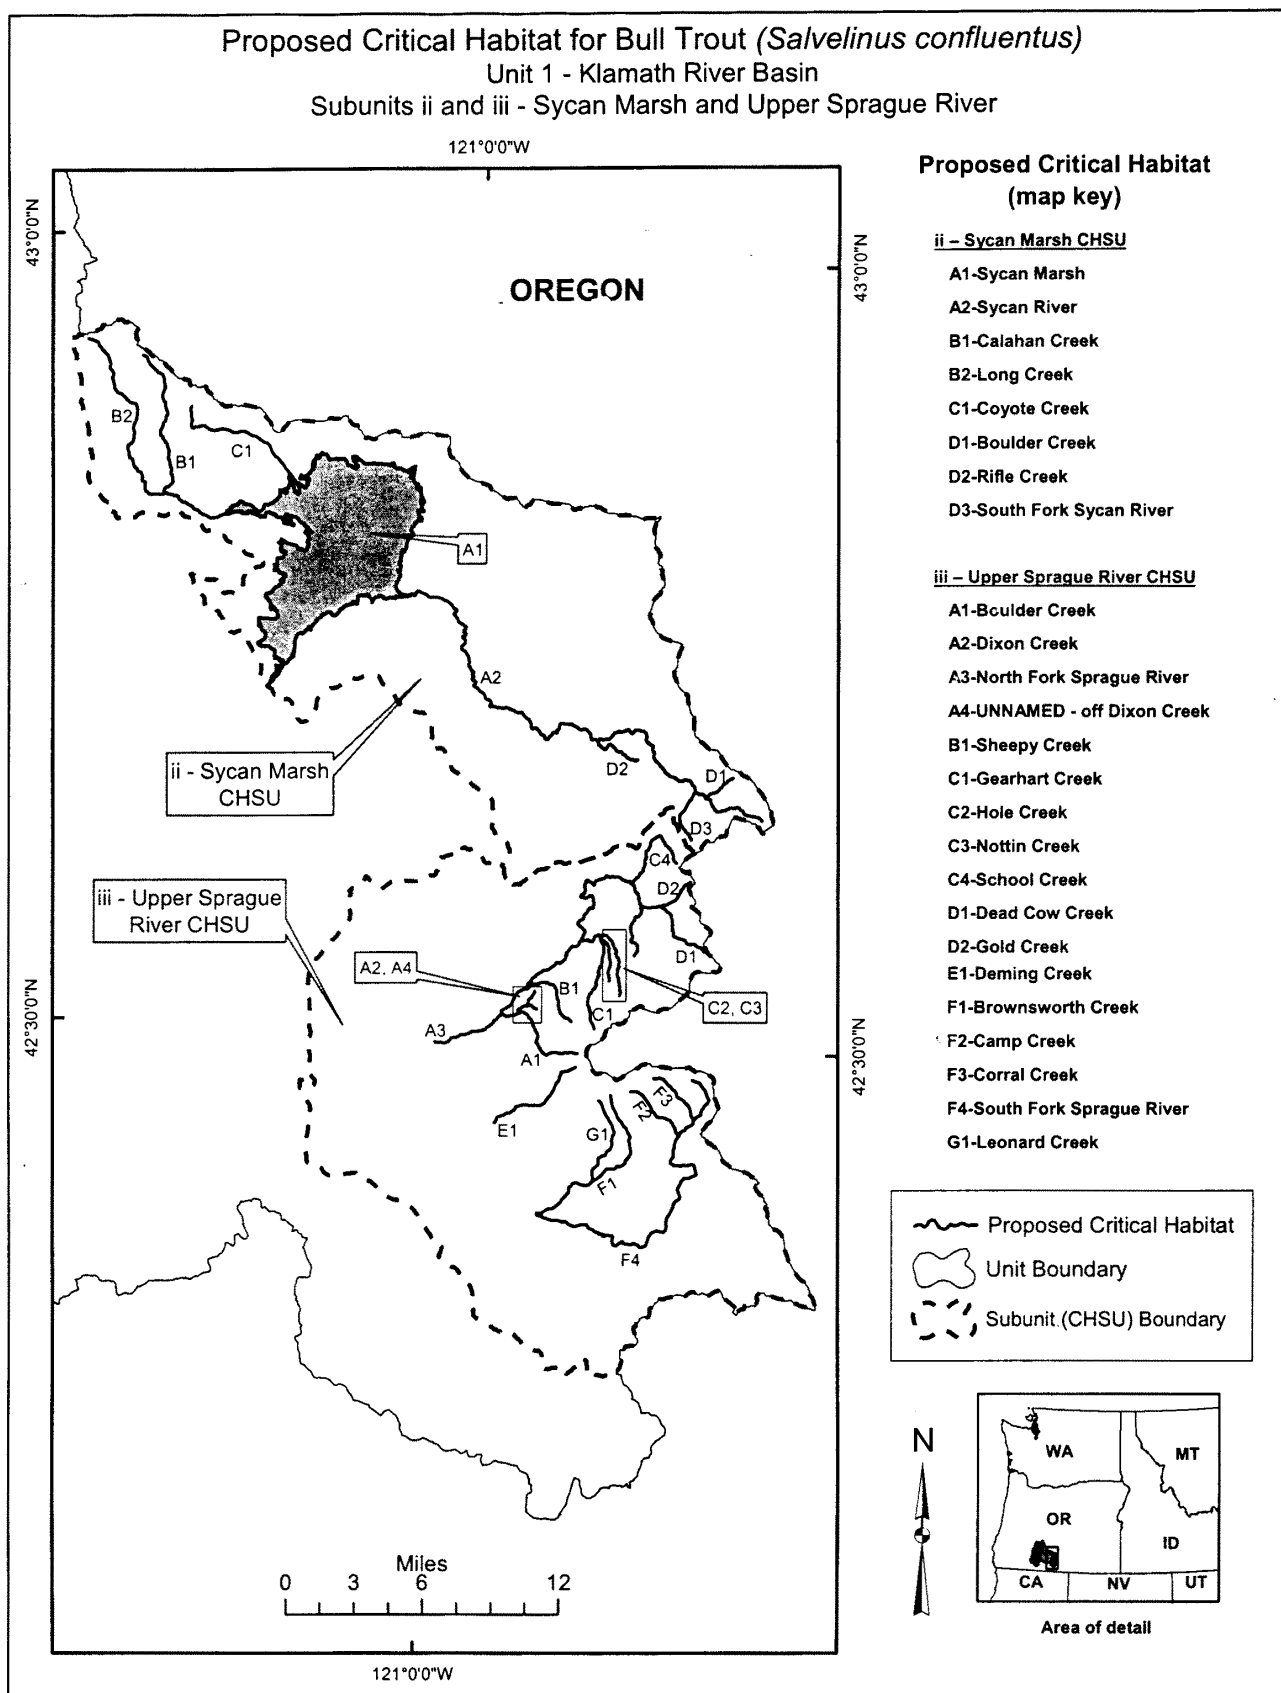 Proposed Critical Habitat for Bull Trout (Salvelinus confluentus)
Unit 1 - Klamath River Basin
Subunits ii and iii - Sycan Marsh and Upper Sprague River
121°0'0"W
43°0'0"N
43°0'0"N
OREGON
B2
B1
C1
A1
A2
ii - Sycan Marsh
CHSU
D2
D1
D3
C4
D2
iii - Upper Sprague
River CHSU
A2, A4
B1
D1
C1
C2, C3
A3
A1
42°30'0"N
42°30'0"N
E1
G1
F2
F3
F1
F4
Miles
0 3 6 12
121°0'0"W
Proposed Critical Habitat
(map key)
ii – Sycan Marsh CHSU
A1-Sycan Marsh
A2-Sycan River
B1-Calahan Creek
B2-Long Creek
C1-Coyote Creek
D1-Boulder Creek
D2-Rifle Creek
D3-South Fork Sycan River
iii – Upper Sprague River CHSU
A1-Boulder Creek
A2-Dixon Creek
A3-North Fork Sprague River
A4-UNNAMED - off Dixon Creek
B1-Sheepy Creek
C1-Gearhart Creek
C2-Hole Creek
C3-Nottin Creek
C4-School Creek
D1-Dead Cow Creek
D2-Gold Creek
E1-Deming Creek
F1-Brownsworth Creek
F2-Camp Creek
F3-Corral Creek
F4-South Fork Sprague River
G1-Leonard Creek
Proposed Critical Habitat
Unit Boundary
Subunit (CHSU) Boundary
N
WA
MT
OR
ID
CA
NV
UT
Area of detail